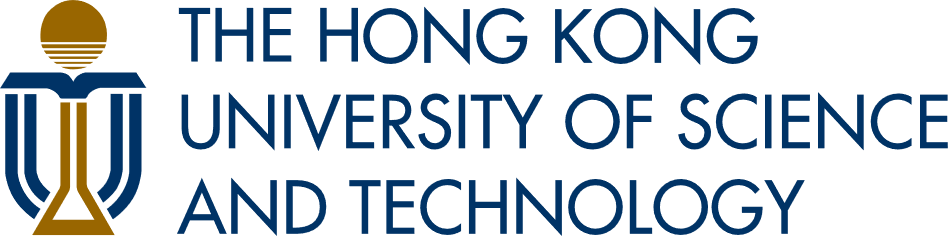 THE HONG KONG
UNIVERSITY OF SCIENCE
AND TECHNOLOGY